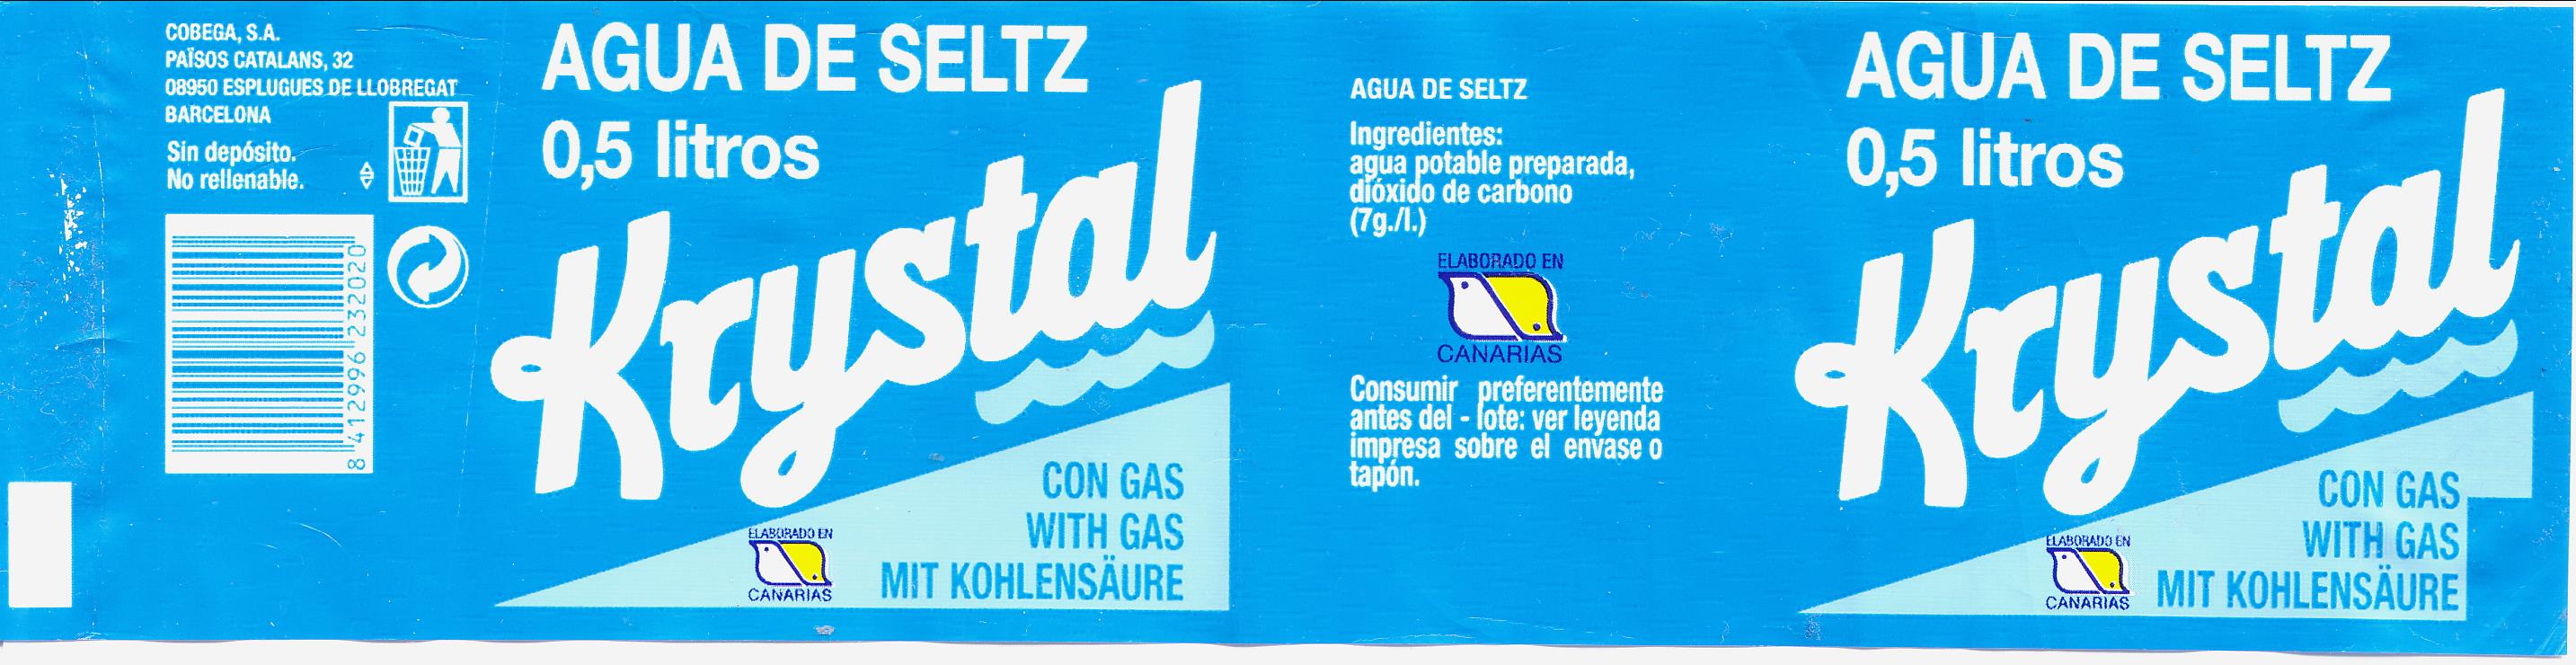 COBEGA, S.A.
PAÏSOS CATALANS, 32
08950 ESPLUGUES DE LLOBREGAT
BARCELONA
Sin depósito.
No rellenable.
8 412996 232020
AGUA DE SELTZ
0,5 litros
Krystal
CON GAS
WITH GAS
MIT KOHLENSÄURE
ELABORADO EN
CANARIAS
AGUA DE SELTZ
Ingredientes:
agua potable preparada,
dióxido de carbono
(7g./l.)
ELABORADO EN
CANARIAS
Consumir preferentemente
antes del - lote: ver leyenda
impresa sobre el envase o
tapón.
AGUA DE SELTZ
0,5 litros
Krystal
CON GAS
WITH GAS
MIT KOHLENSÄURE
ELABORADO EN
CANARIAS